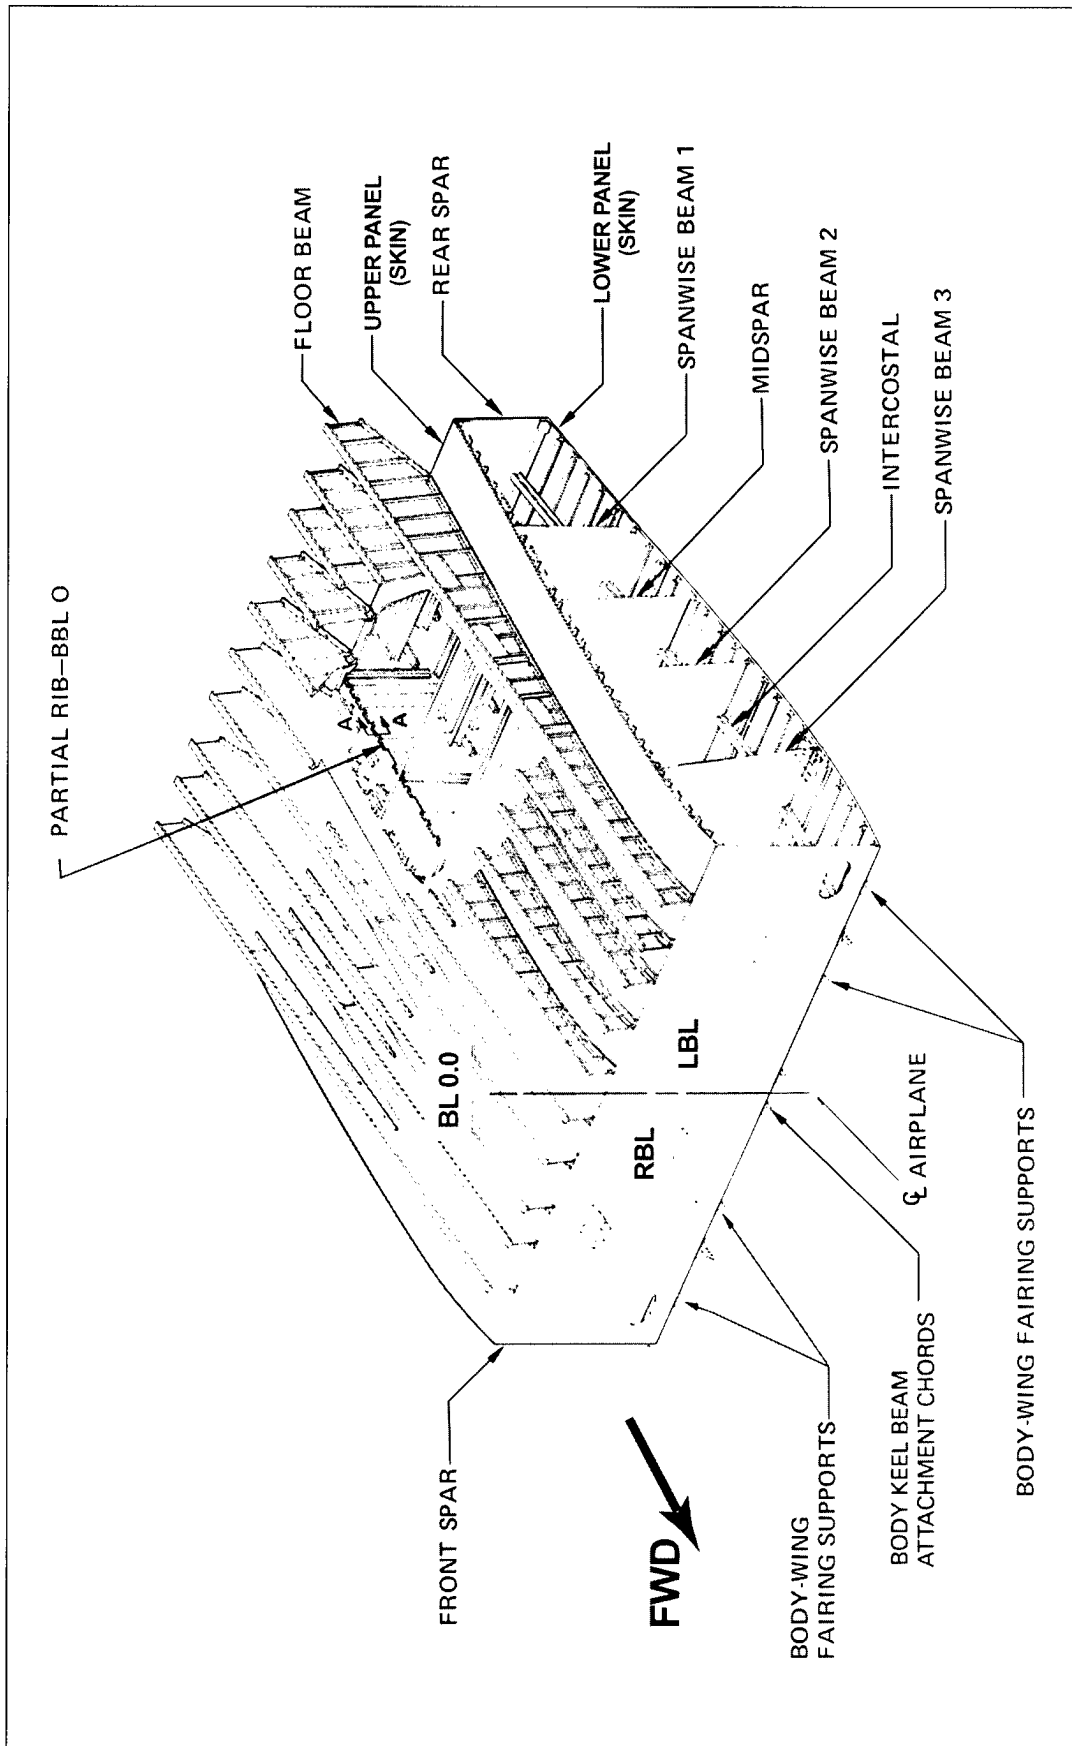 PARTIAL RIB–BBL O
FLOOR BEAM
UPPER PANEL
(SKIN)
REAR SPAR
LOWER PANEL
(SKIN)
SPANWISE BEAM 1
MIDSPAR
SPANWISE BEAM 2
INTERCOSTAL
SPANWISE BEAM 3
A
A
BL 0.0
RBL
LBL
FRONT SPAR
FWD
BODY-WING
FAIRING SUPPORTS
BODY KEEL BEAM
ATTACHMENT CHORDS
℄ AIRPLANE
BODY-WING FAIRING SUPPORTS